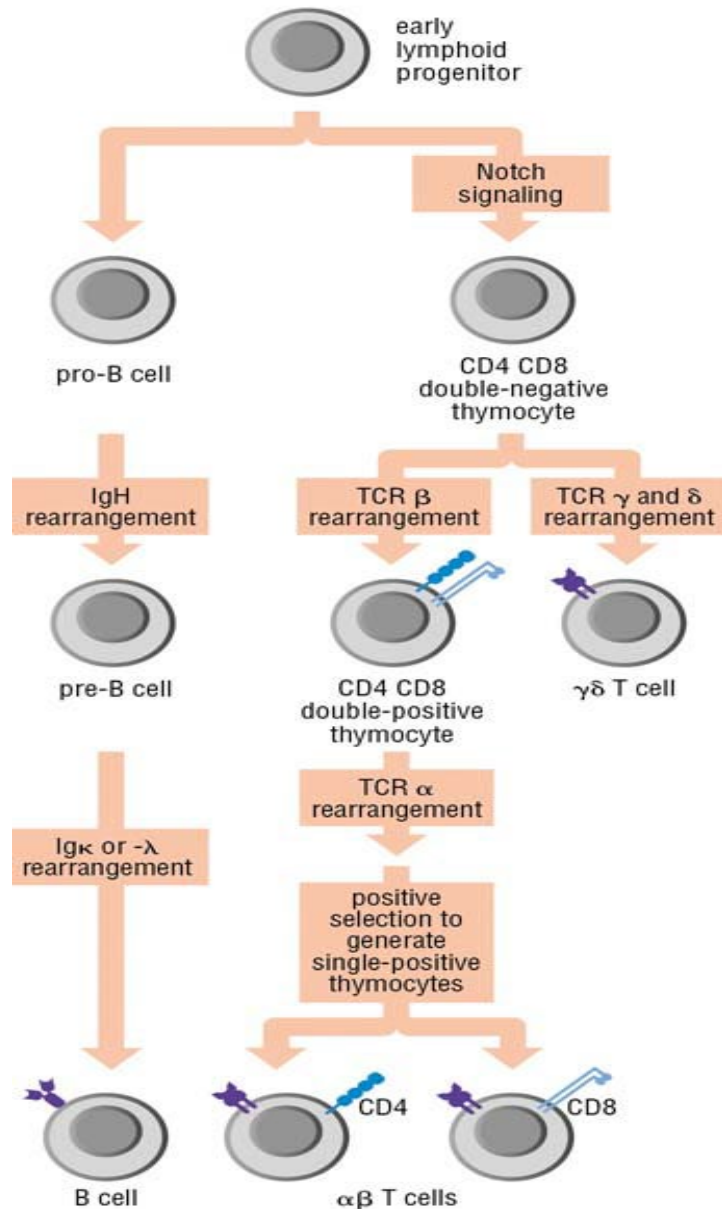 early
lymphoid
progenitor
Notch
signaling
pro-B cell
CD4 CD8
double-negative
thymocyte
IgH
rearrangement
TCR β
rearrangement
TCR γ and δ
rearrangement
pre-B cell
CD4 CD8
double-positive
thymocyte
γδ T cell
TCR α
rearrangement
Igκ or -λ
rearrangement
positive
selection to
generate
single-positive
thymocytes
CD4
CD8
B cell
αβ T cells